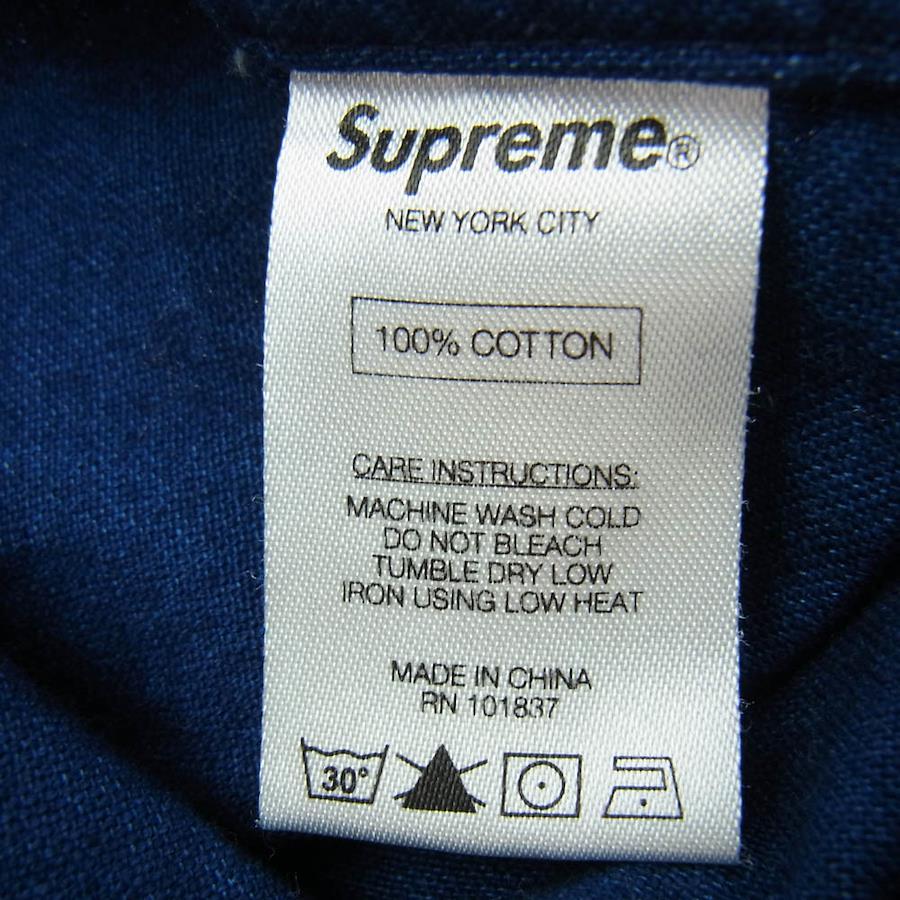 Supreme®
NEW YORK CITY
100% COTTON
CARE INSTRUCTIONS:
MACHINE WASH COLD
DO NOT BLEACH
TUMBLE DRY LOW
IRON USING LOW HEAT
MADE IN CHINA
RN 101837
30°